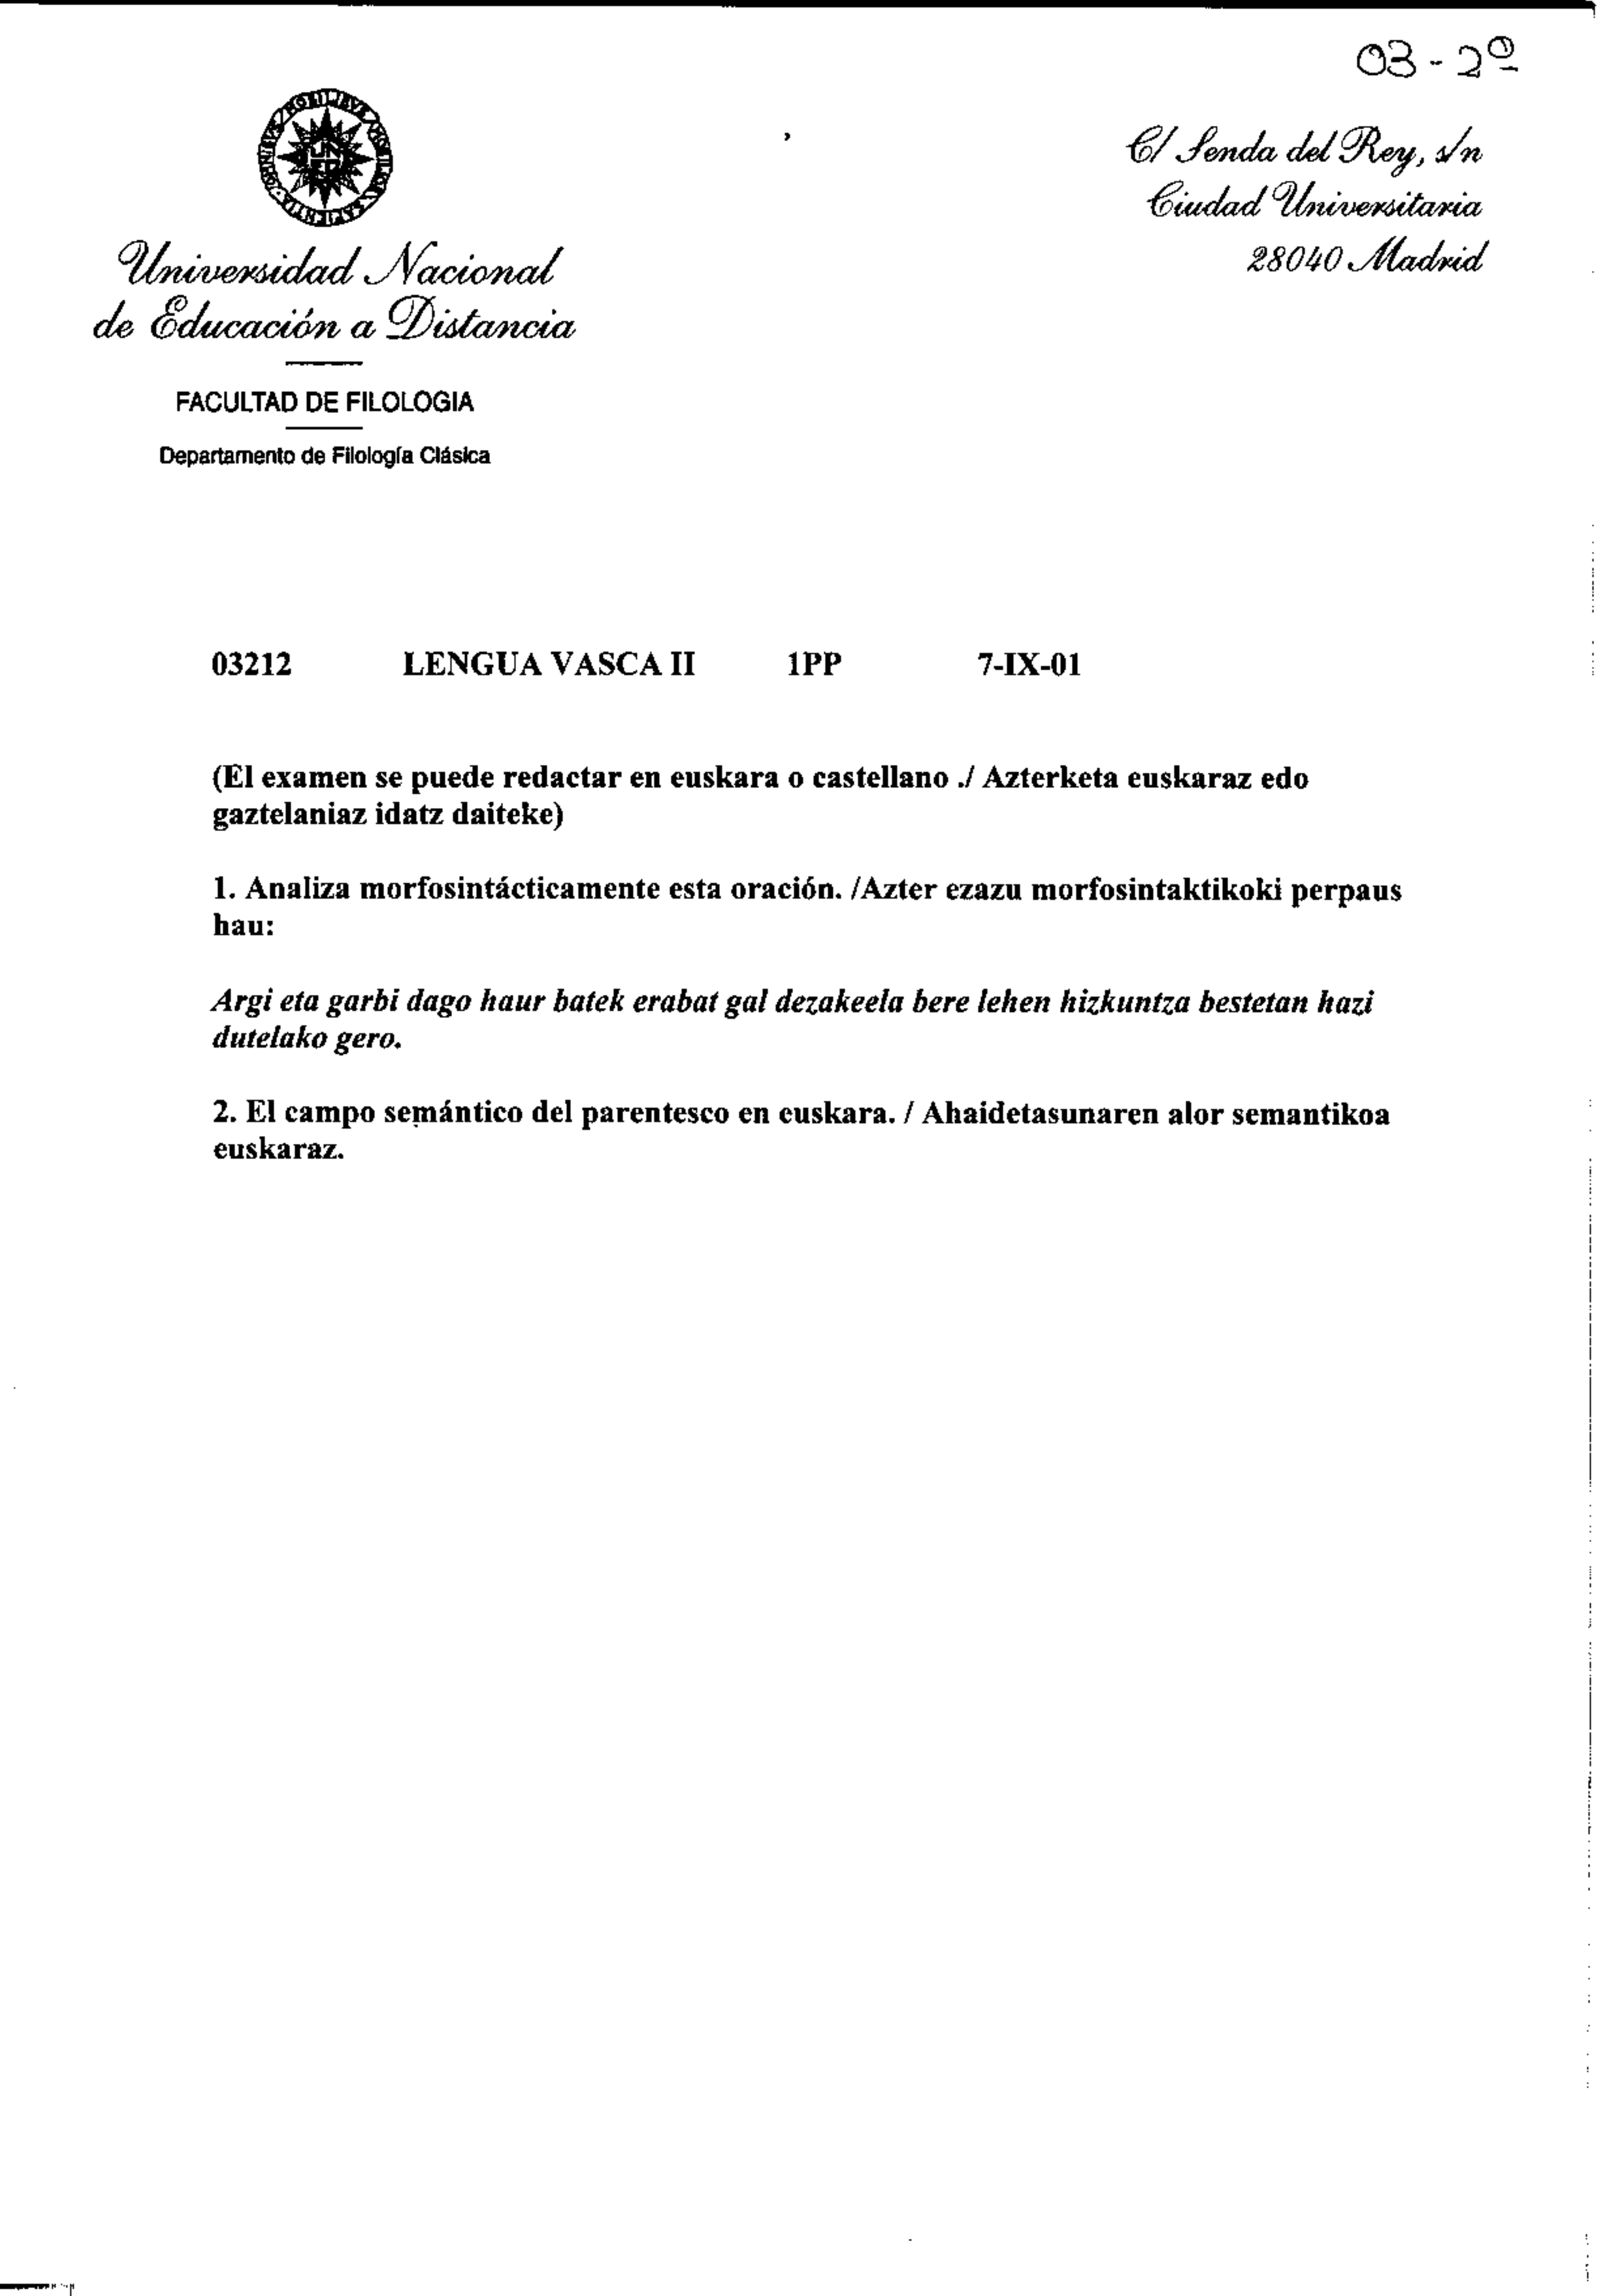 03-2º
C/ Senda del Rey, s/n
Ciudad Universitaria
28040 Madrid
UNED
Universidad Nacional
de Educación a Distancia
FACULTAD DE FILOLOGIA
Departamento de Filología Clásica
03212 LENGUA VASCA II 1PP 7-IX-01
(El examen se puede redactar en euskara o castellano ./ Azterketa euskaraz edo
gaztelaniaz idatz daiteke)
1. Analiza morfosintácticamente esta oración. /Azter ezazu morfosintaktikoki perpaus
hau:
Argi eta garbi dago haur batek erabat gal dezakeela bere lehen hizkuntza bestetan hazi
dutelako gero.
2. El campo semántico del parentesco en euskara. / Ahaidetasunaren alor semantikoa
euskaraz.